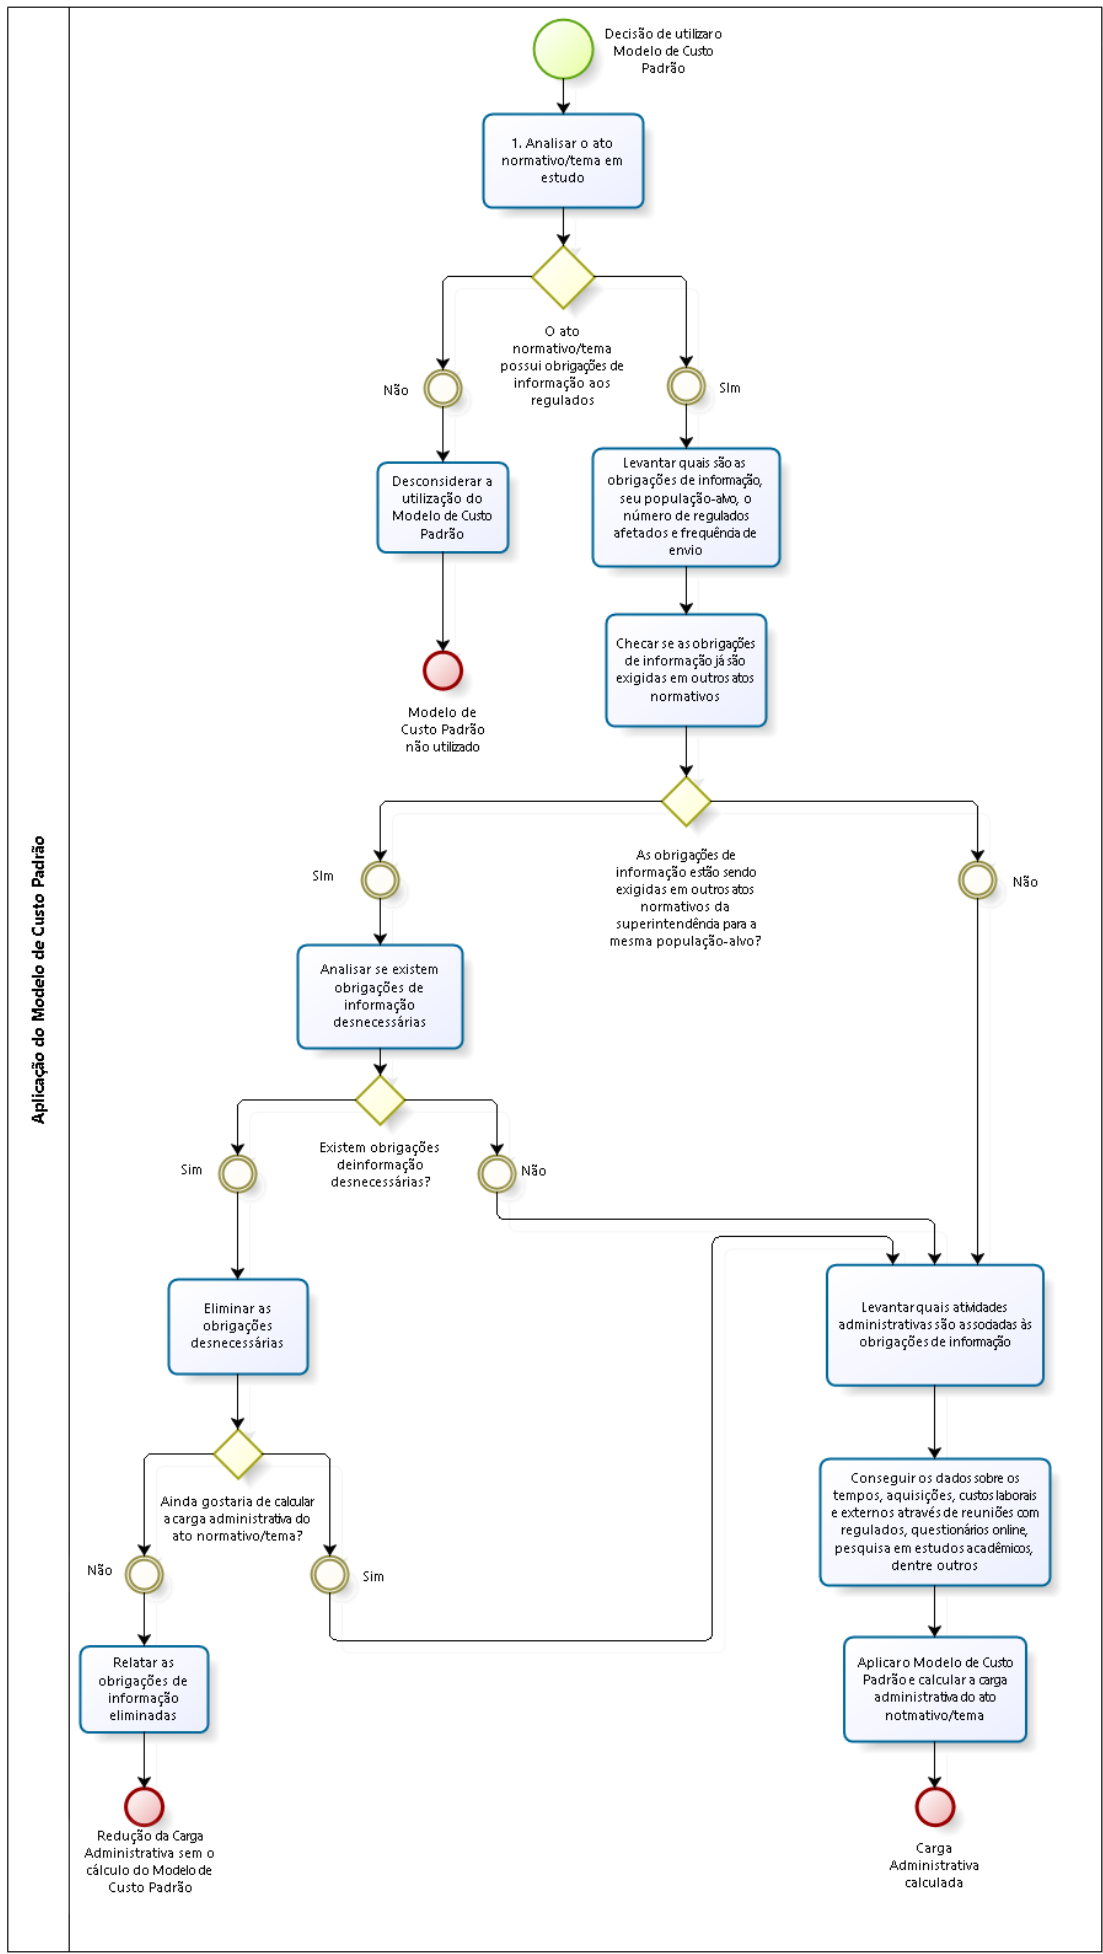 Aplicação do Modelo de Custo Padrão
Decisão de utilizar o
Modelo de Custo
Padrão
1. Analisar o ato
normativo/tema em
estudo
O ato
normativo/tema
possui obrigações de
informação aos
regulados
Não
SIm
Desconsiderar a
utilização do
Modelo de Custo
Padrão
Levantar quais são as
obrigações de informação,
seu população-alvo, o
número de regulados
afetados e frequência de
envio
Checar se as obrigações
de informação já são
exigidas em outros atos
normativos
Modelo de
Custo Padrão
não utilizado
As obrigações de
informação estão sendo
exigidas em outros atos
normativos da
superintendência para a
mesma população-alvo?
SIm
Não
Analisar se existem
obrigações de
informação
desnecessárias
Existem obrigações
deinformação
desnecessárias?
Sim
Não
Eliminar as
obrigações
desnecessárias
Levantar quais atividades
administrativas são associadas às
obrigações de informação
Ainda gostaria de calcular
a carga administrativa do
ato normativo/tema?
Não
Sim
Conseguir os dados sobre os
tempos, aquisições, custos laborais
e externos através de reuniões com
regulados, questionários online,
pesquisa em estudos acadêmicos,
dentre outros
Relatar as
obrigações de
informação
eliminadas
Aplicar o Modelo de Custo
Padrão e calcular a carga
administrativa do ato
notmativo/tema
Redução da Carga
Administrativa sem o
cálculo do Modelo de
Custo Padrão
Carga
Administrativa
calculada